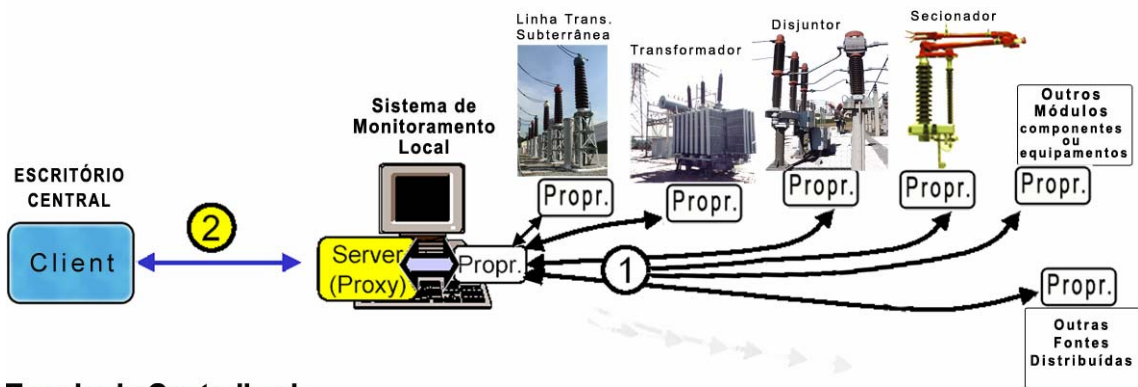 Linha Trans.
Subterrânea
Transformador
Disjuntor
Secionador
Outros
Módulos
componentes
ou
equipamentos
Sistema de
Monitoramento
Local
ESCRITÓRIO
CENTRAL
Propr.
Propr.
Propr.
Propr.
Propr.
2
Client
Server
(Proxy)
Propr.
1
Propr.
Outras
Fontes
Distribuídas